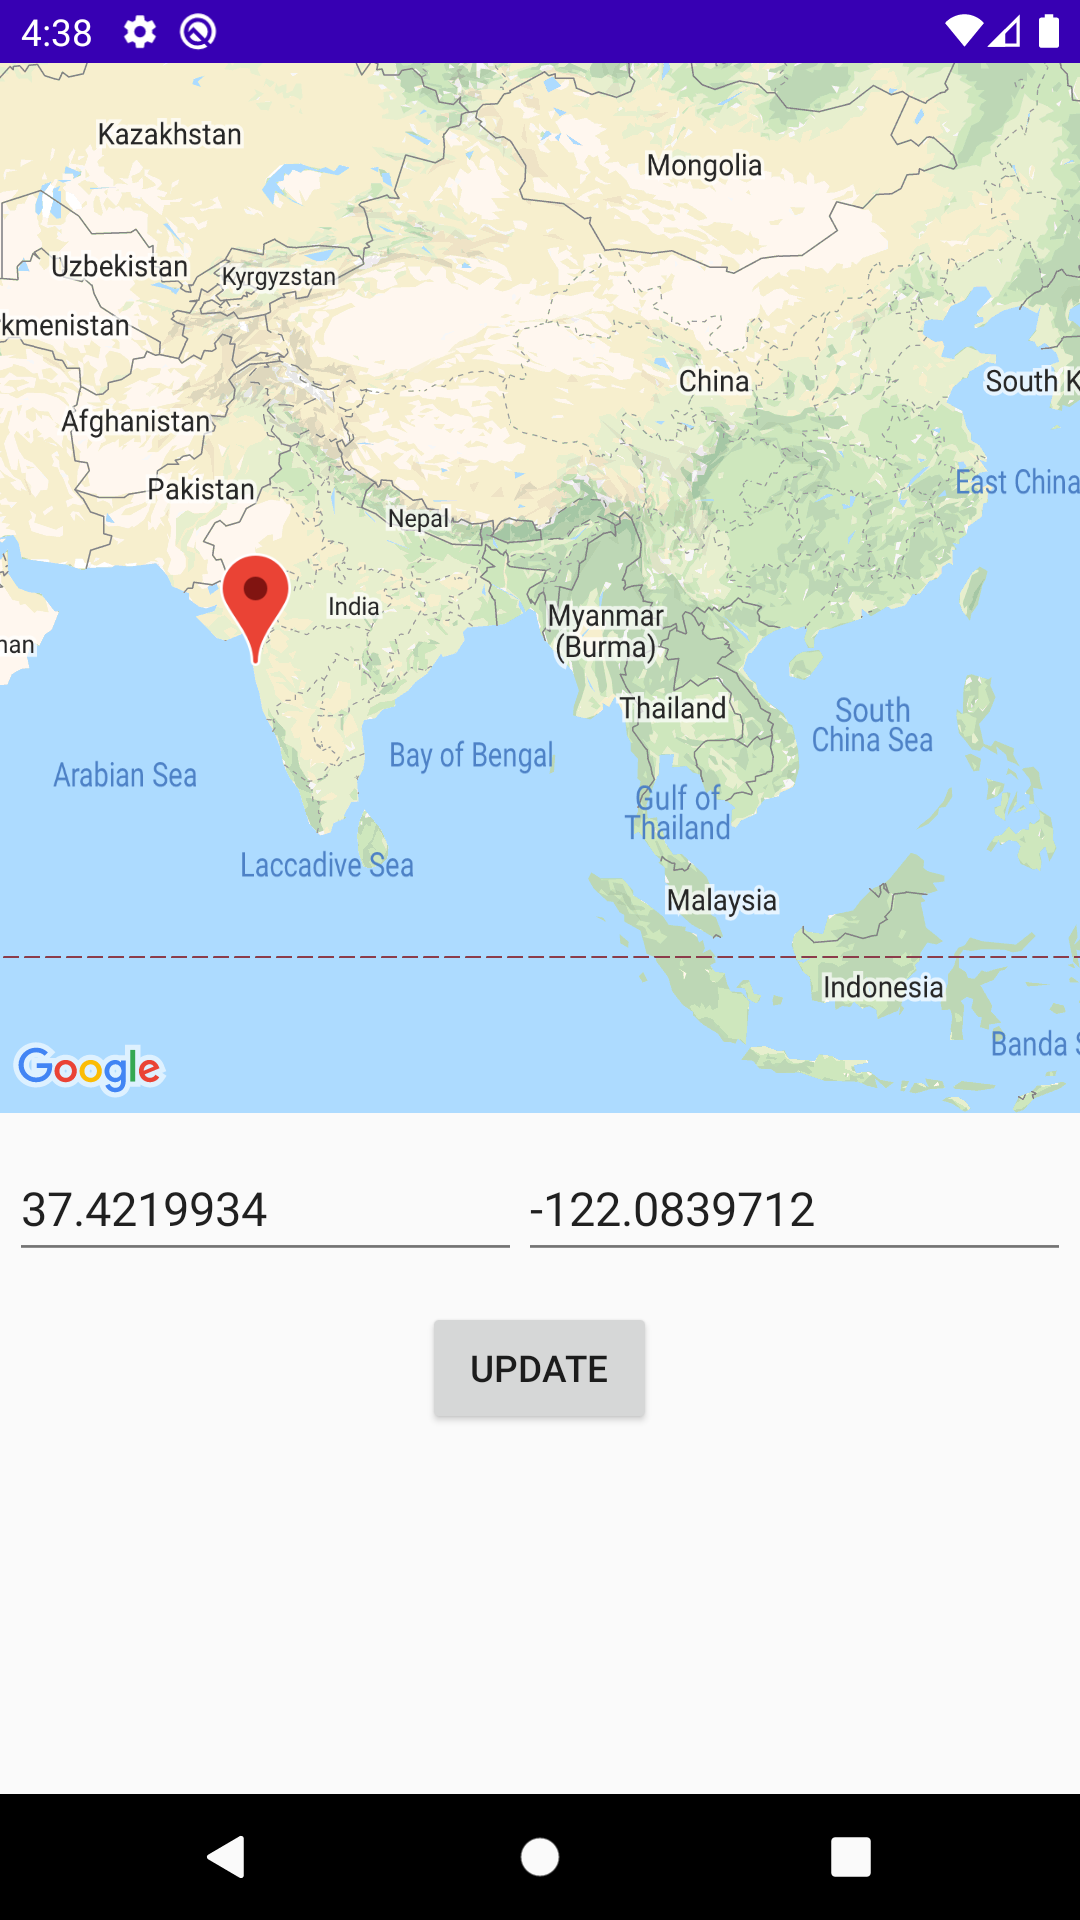 4:38
Kazakhstan
Mongolia
Uzbekistan
Kyrgyzstan
kmenistan
China
South K
Afghanistan
East China
Pakistan
Nepal
India
Myanmar
(Burma)
nan
Thailand
South
China Sea
Bay of Bengal
Arabian Sea
Gulf of
Thailand
Laccadive Sea
Malaysia
Indonesia
Banda S
Google
37.4219934
-122.0839712
UPDATE